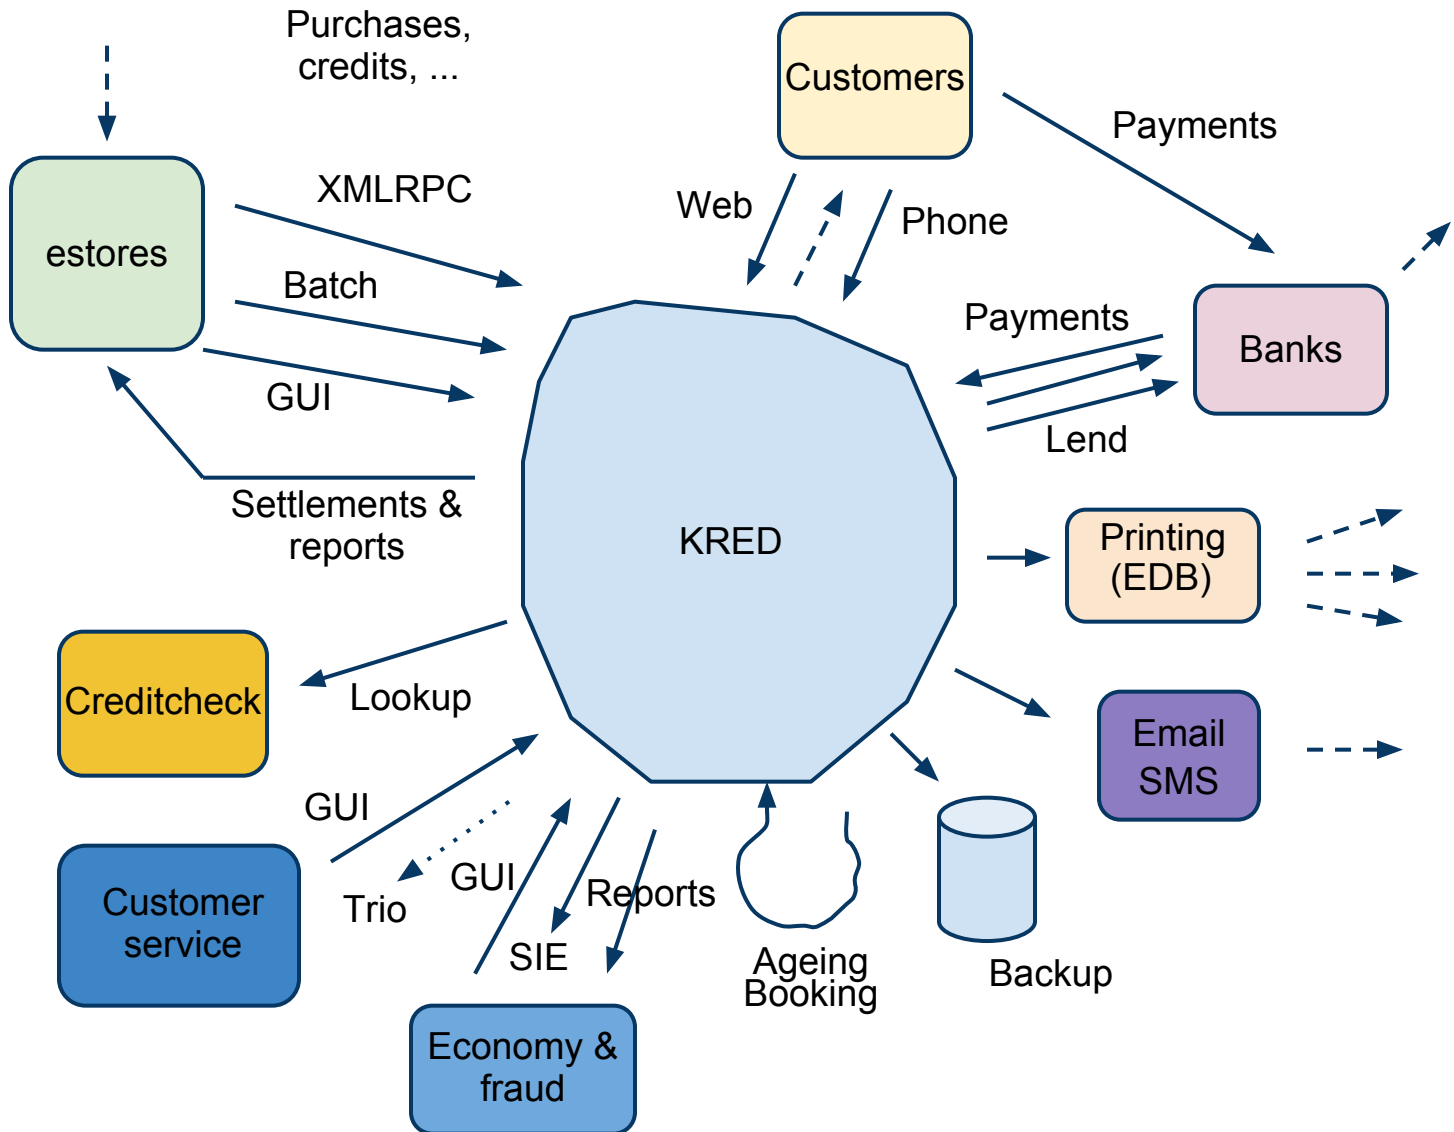 Purchases,
credits, ...
Customers
Payments
XMLRPC
Web
Phone
estores
Batch
Payments
Banks
GUI
Lend
Settlements &
reports
KRED
Printing
(EDB)
Creditcheck
Lookup
Email
SMS
GUI
GUI
Reports
Trio
Customer
service
SIE
Ageing
Booking
Backup
Economy &
fraud